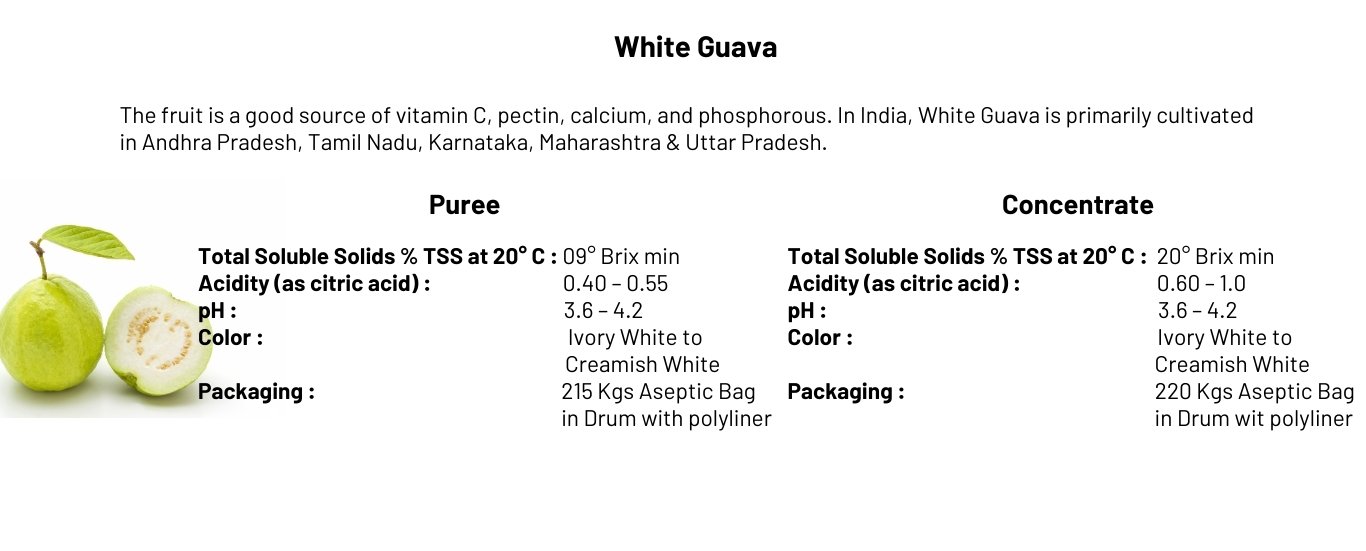 White Guava
The fruit is a good source of vitamin C, pectin, calcium, and phosphorous. In India, White Guava is primarily cultivated
in Andhra Pradesh, Tamil Nadu, Karnataka, Maharashtra & Uttar Pradesh.
Puree
Total Soluble Solids % TSS at 20° C : 09° Brix min
Acidity (as citric acid) : 0.40 – 0.55
pH : 3.6 – 4.2
Color : Ivory White to
Creamish White
Packaging : 215 Kgs Aseptic Bag
in Drum with polyliner
Concentrate
Total Soluble Solids % TSS at 20° C : 20° Brix min
Acidity (as citric acid) : 0.60 – 1.0
pH : 3.6 – 4.2
Color : Ivory White to
Creamish White
Packaging : 220 Kgs Aseptic Bag
in Drum wit polyliner